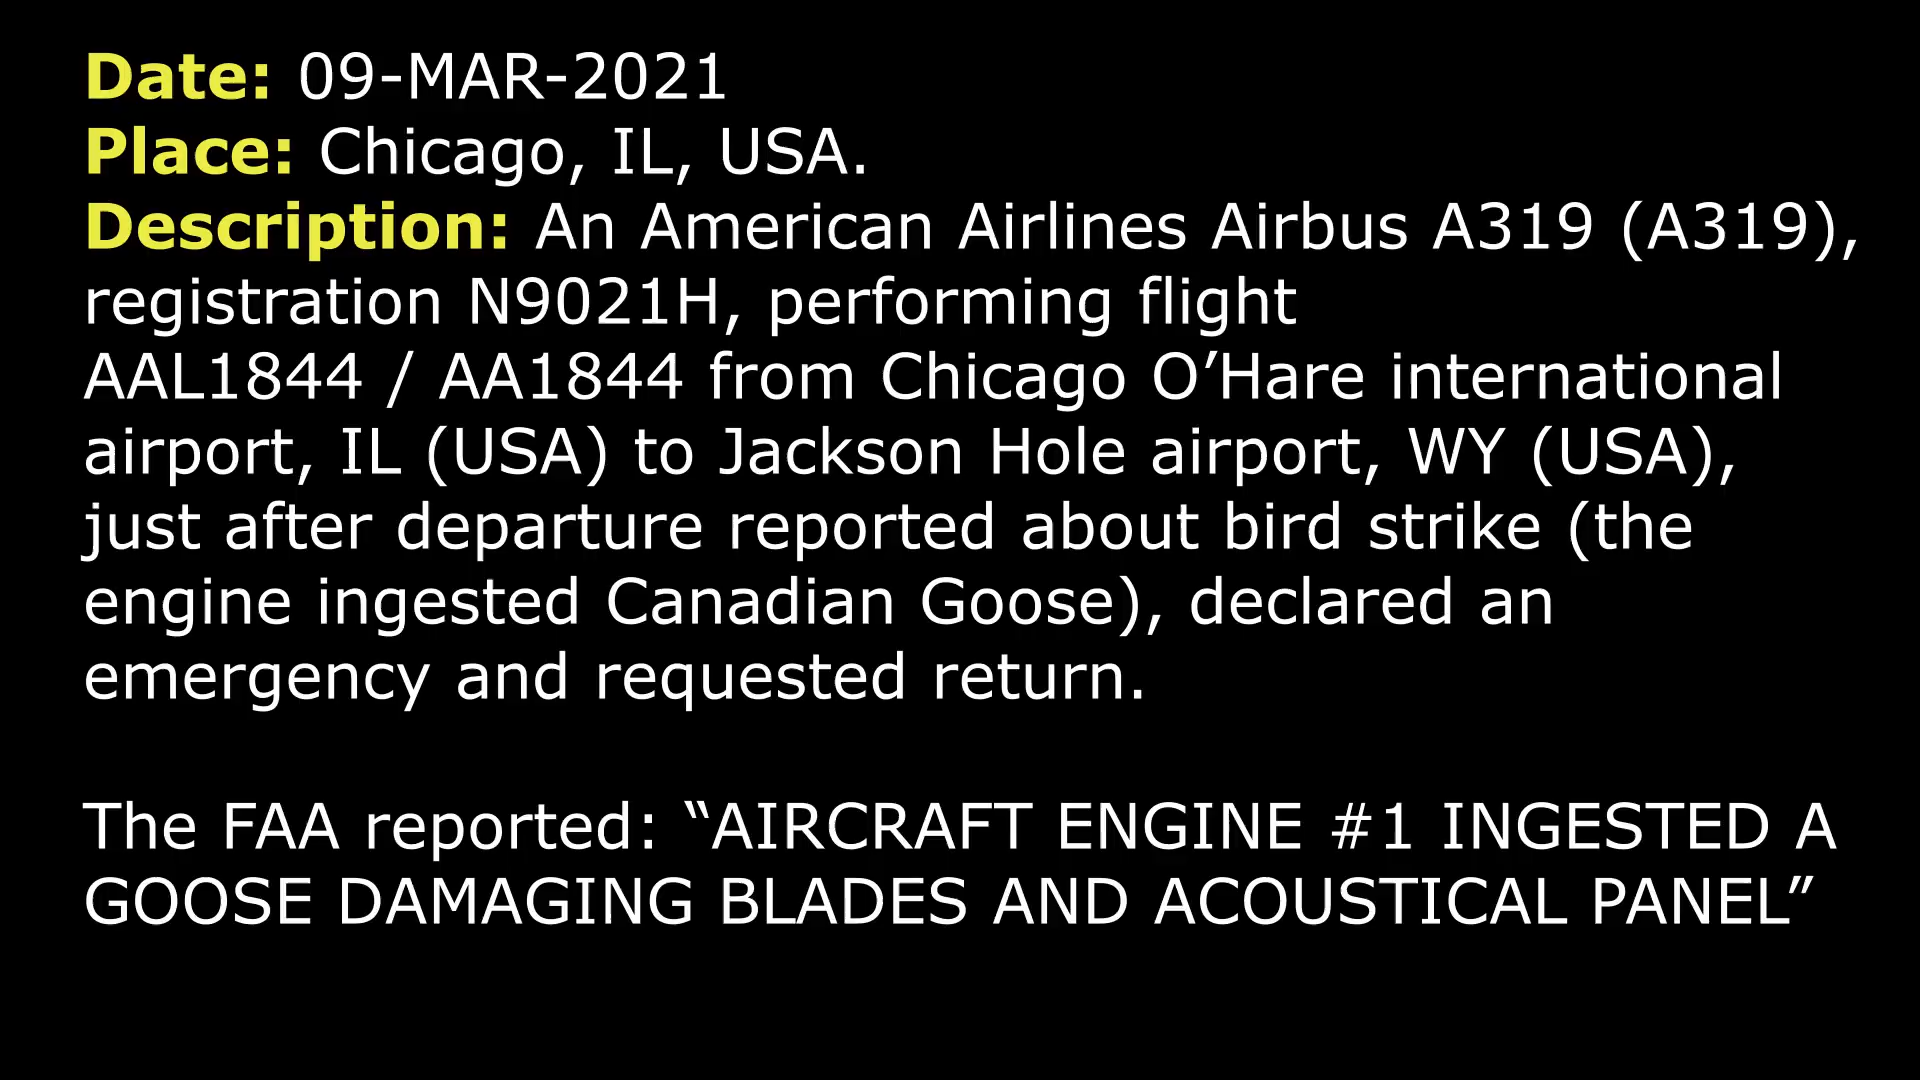 Date: 09-MAR-2021
Place: Chicago, IL, USA.
Description: An American Airlines Airbus A319 (A319),
registration N9021H, performing flight
AAL1844 / AA1844 from Chicago O’Hare international
airport, IL (USA) to Jackson Hole airport, WY (USA),
just after departure reported about bird strike (the
engine ingested Canadian Goose), declared an
emergency and requested return.
The FAA reported: “AIRCRAFT ENGINE #1 INGESTED A
GOOSE DAMAGING BLADES AND ACOUSTICAL PANEL”